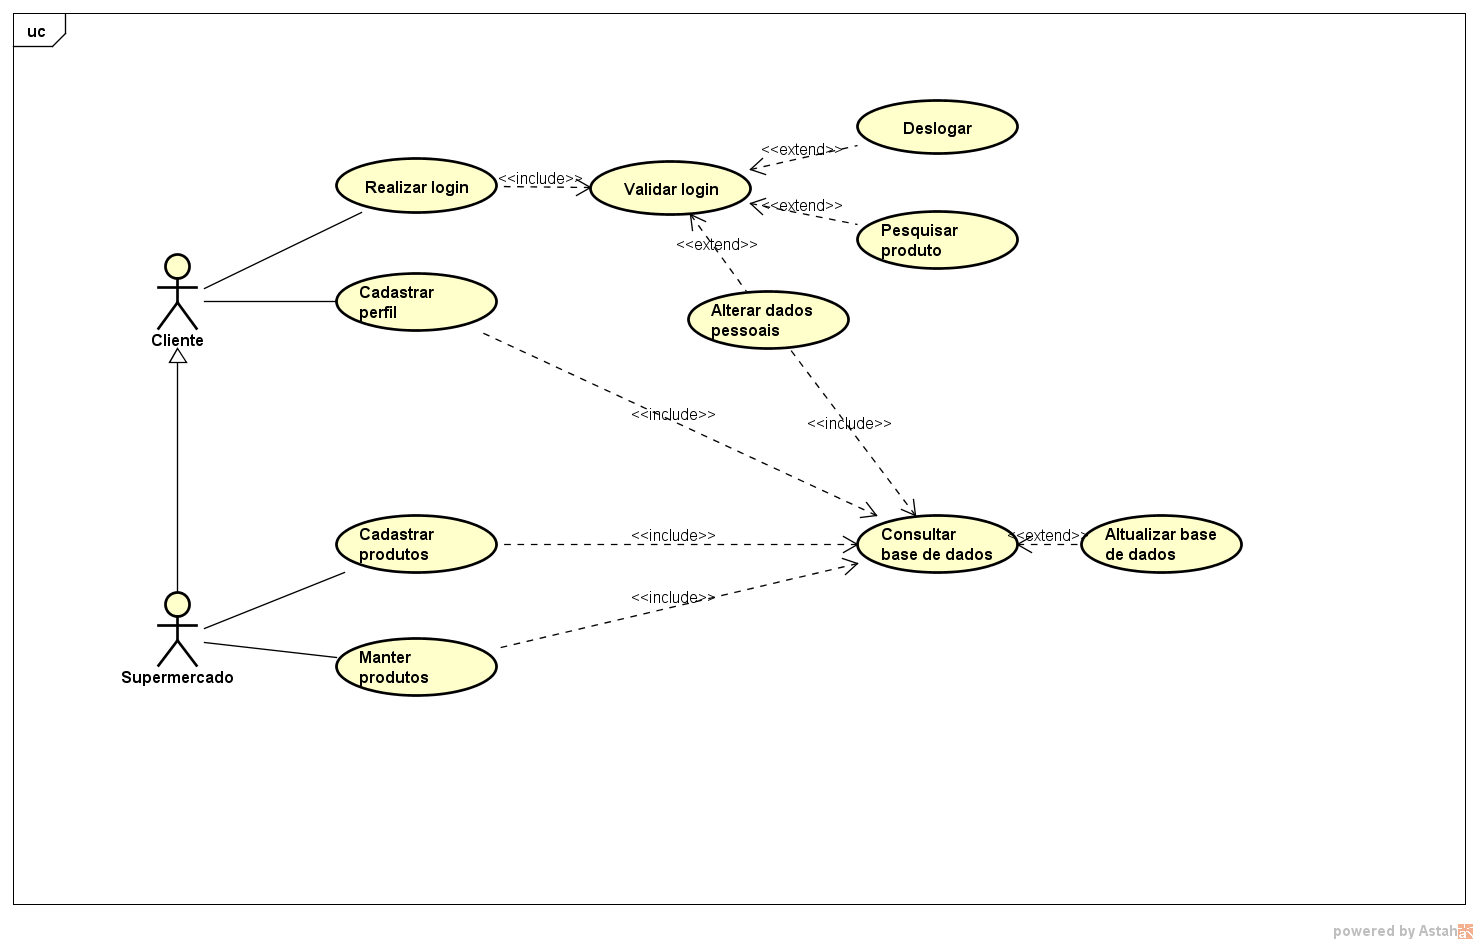 uc
Deslogar
<<extend>>
Realizar login
<<include>>
Validar login
<<extend>>
Pesquisar
produto
<<extend>>
Cadastrar
perfil
Alterar dados
pessoais
Cliente
<<include>>
<<include>>
Cadastrar
produtos
<<include>>
Consultar
base de dados
<<extend>>
Altualizar base
de dados
<<include>>
Manter
produtos
Supermercado
powered by Astah